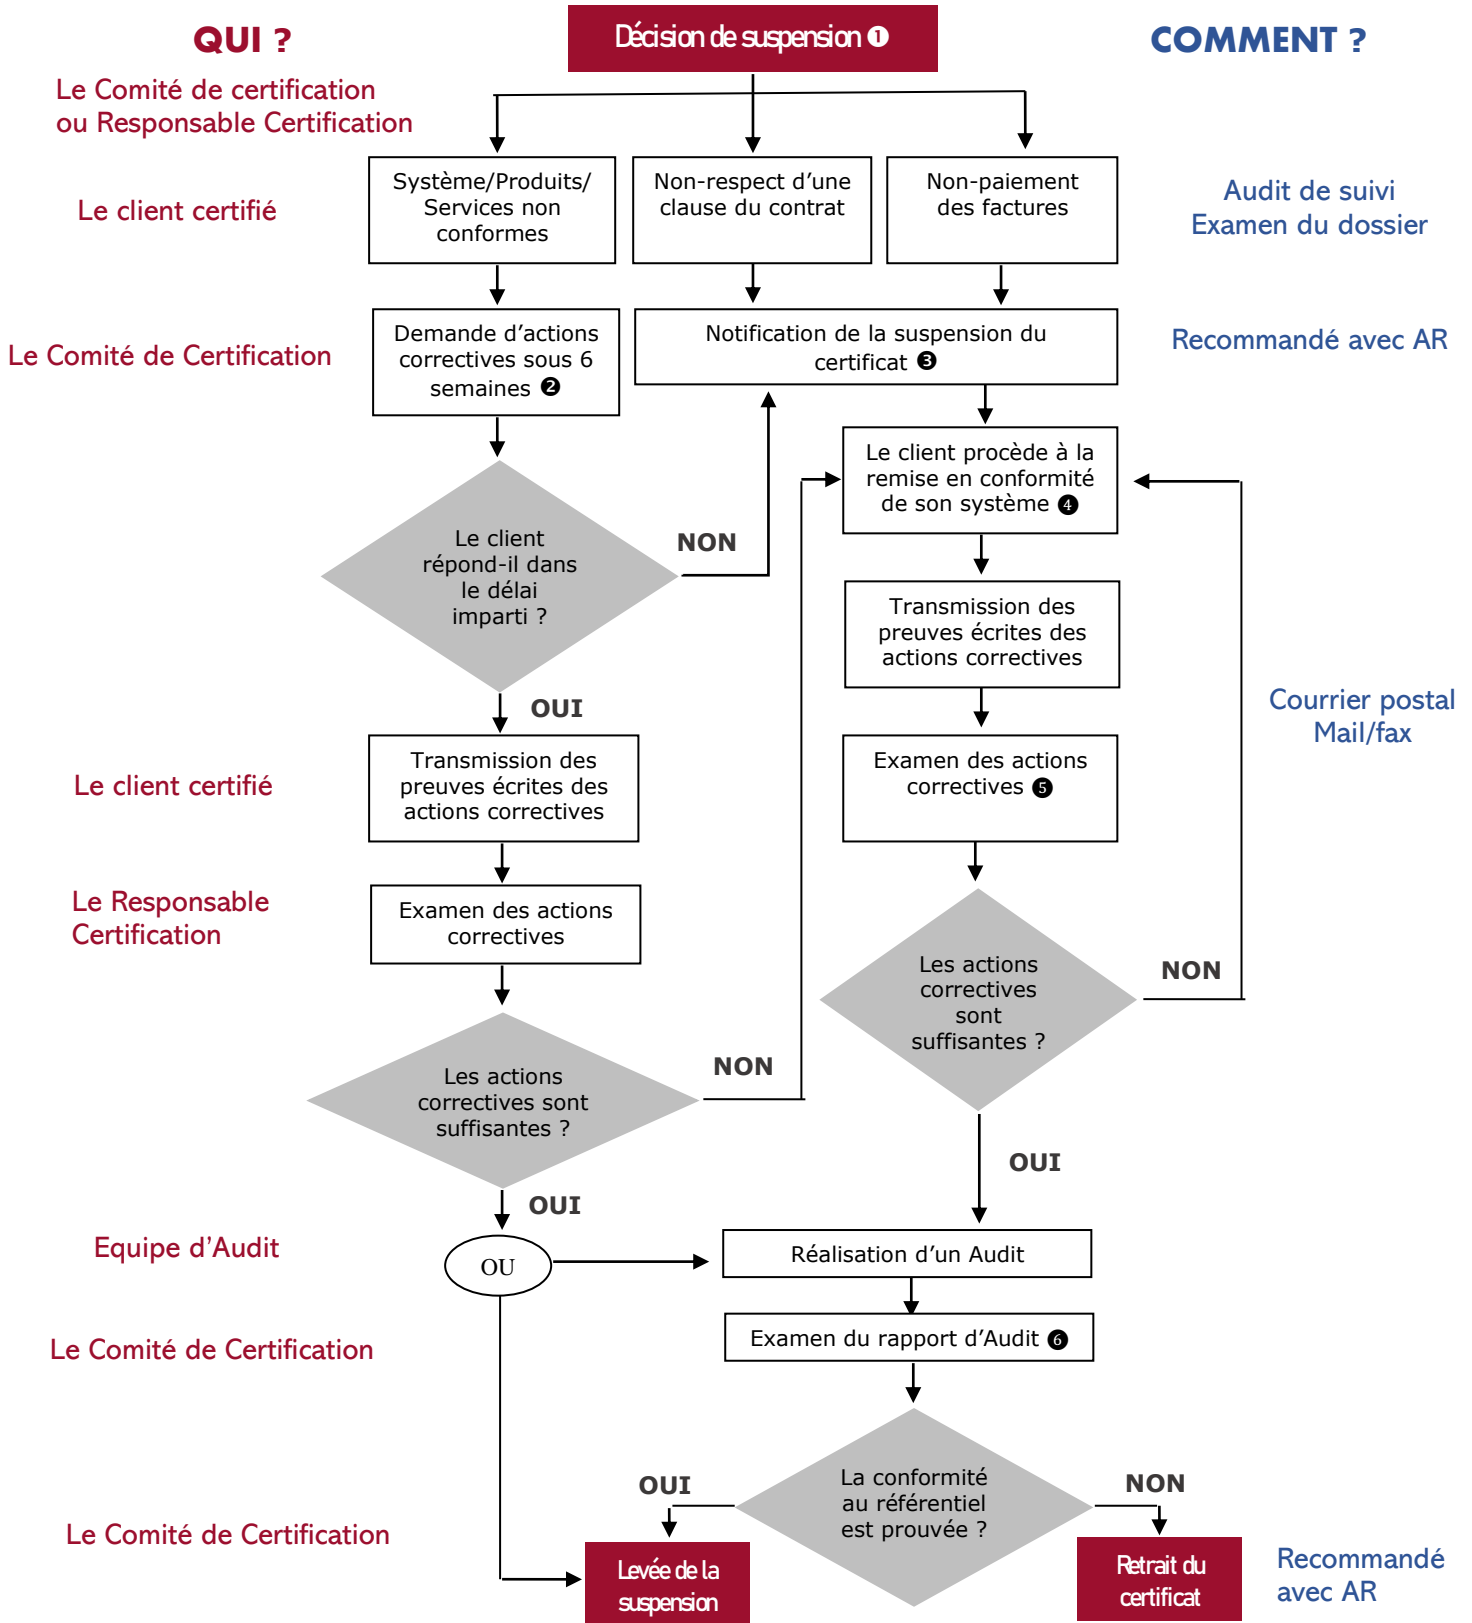 QUI ?
Décision de suspension ❶
COMMENT ?
Le Comité de certification
ou Responsable Certification
Le client certifié
Système/Produits/
Services non
conformes
Non-respect d’une
clause du contrat
Non-paiement
des factures
Audit de suivi
Examen du dossier
Le Comité de Certification
Demande d’actions
correctives sous 6
semaines ❷
Notification de la suspension du
certificat ❸
Recommandé avec AR
Le client procède à la
remise en conformité
de son système ❹
Le client
répond-il dans
le délai
imparti ?
NON
Transmission des
preuves écrites des
actions correctives
OUI
Courrier postal
Mail/fax
Le client certifié
Transmission des
preuves écrites des
actions correctives
Examen des actions
correctives ❺
Le Responsable
Certification
Examen des actions
correctives
Les actions
correctives
sont
suffisantes ?
NON
Les actions
correctives sont
suffisantes ?
NON
OUI
OUI
Equipe d’Audit
OU
Réalisation d’un Audit
Le Comité de Certification
Examen du rapport d’Audit ❻
La conformité
au référentiel
est prouvée ?
OUI
NON
Le Comité de Certification
Levée de la
suspension
Retrait du
certificat
Recommandé
avec AR